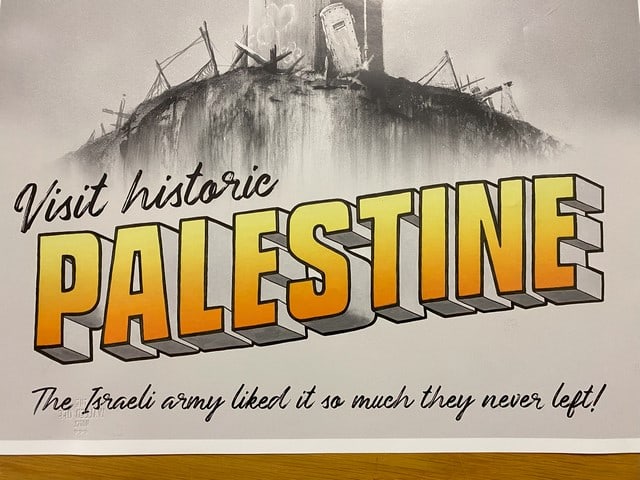 Visit historic
PALESTINE
The Israeli army liked it so much they never left!